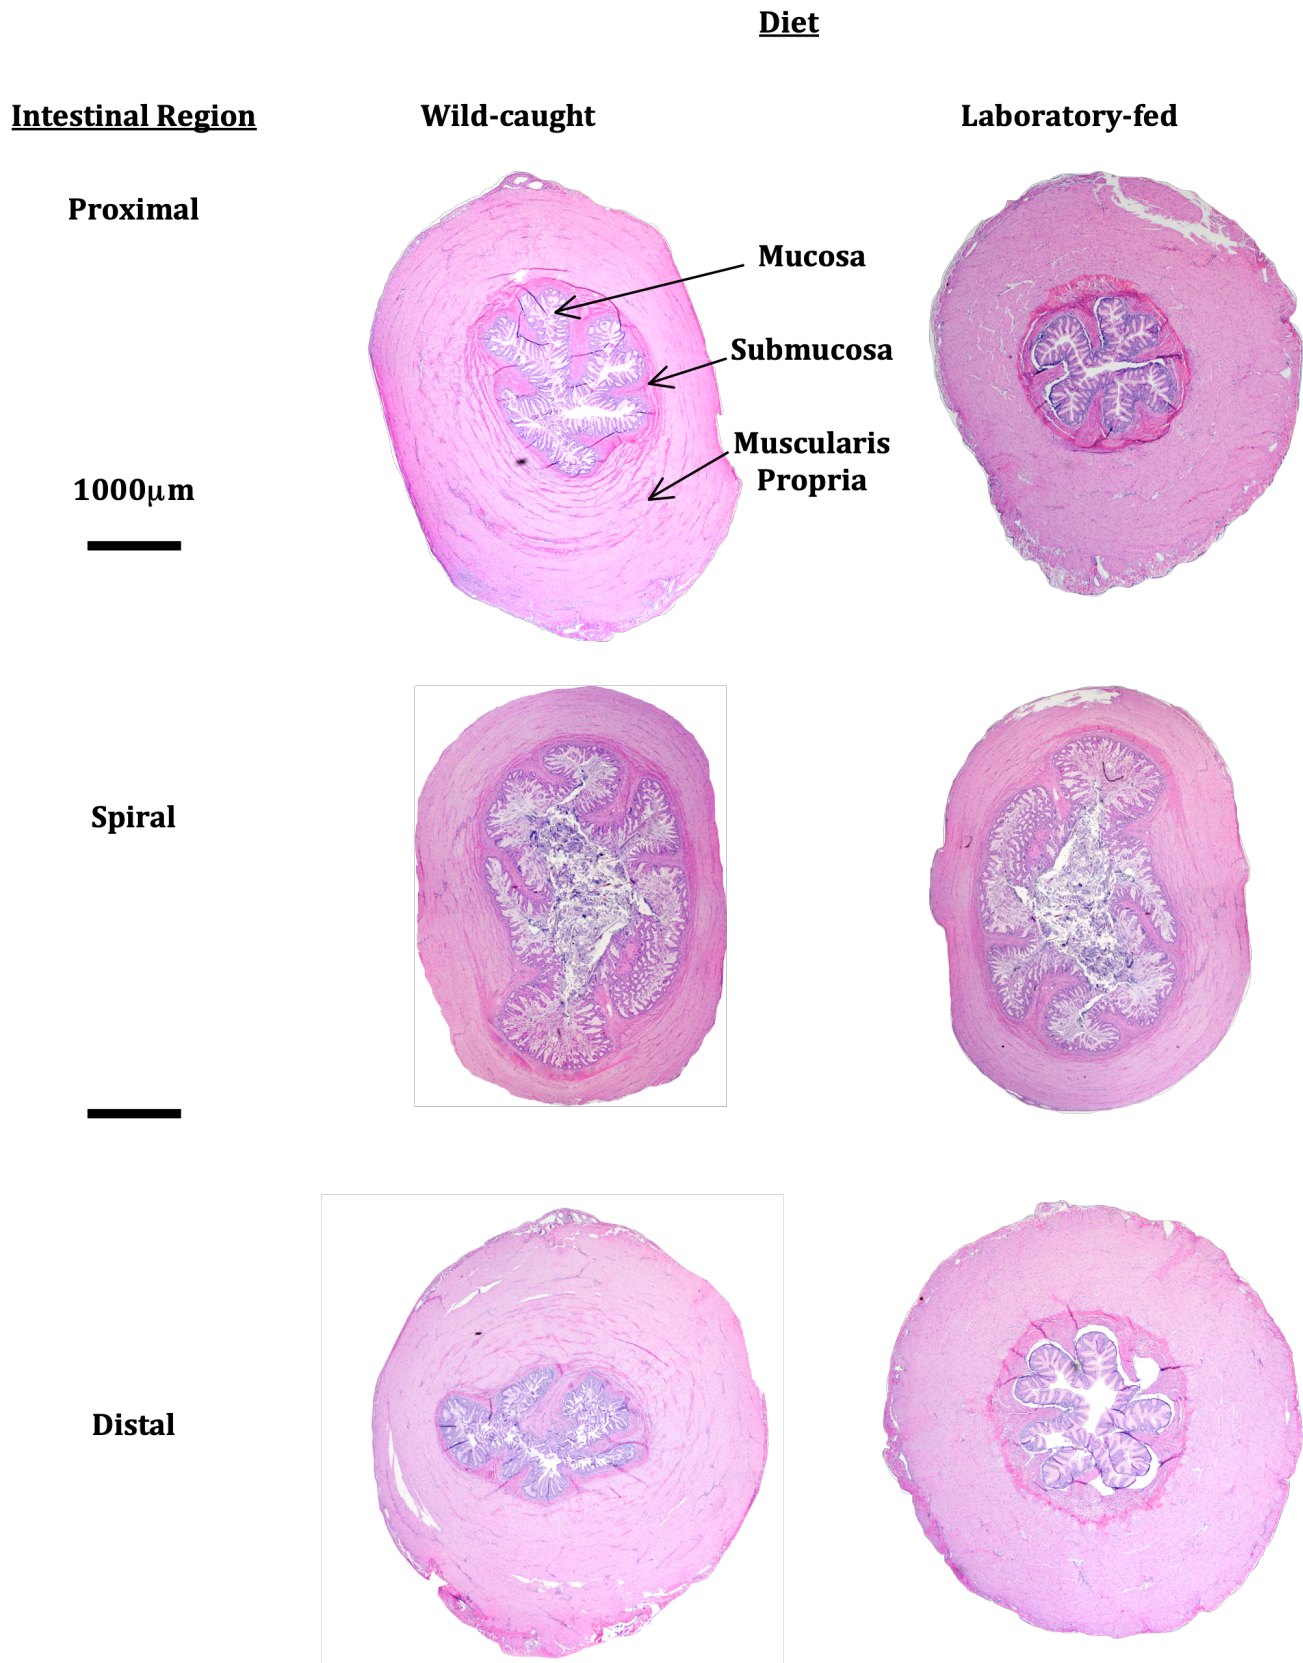 Diet
Intestinal Region
Wild-caught
Laboratory-fed
Proximal
Mucosa
Submucosa
Muscularis
Propria
1000μm
Spiral
Distal